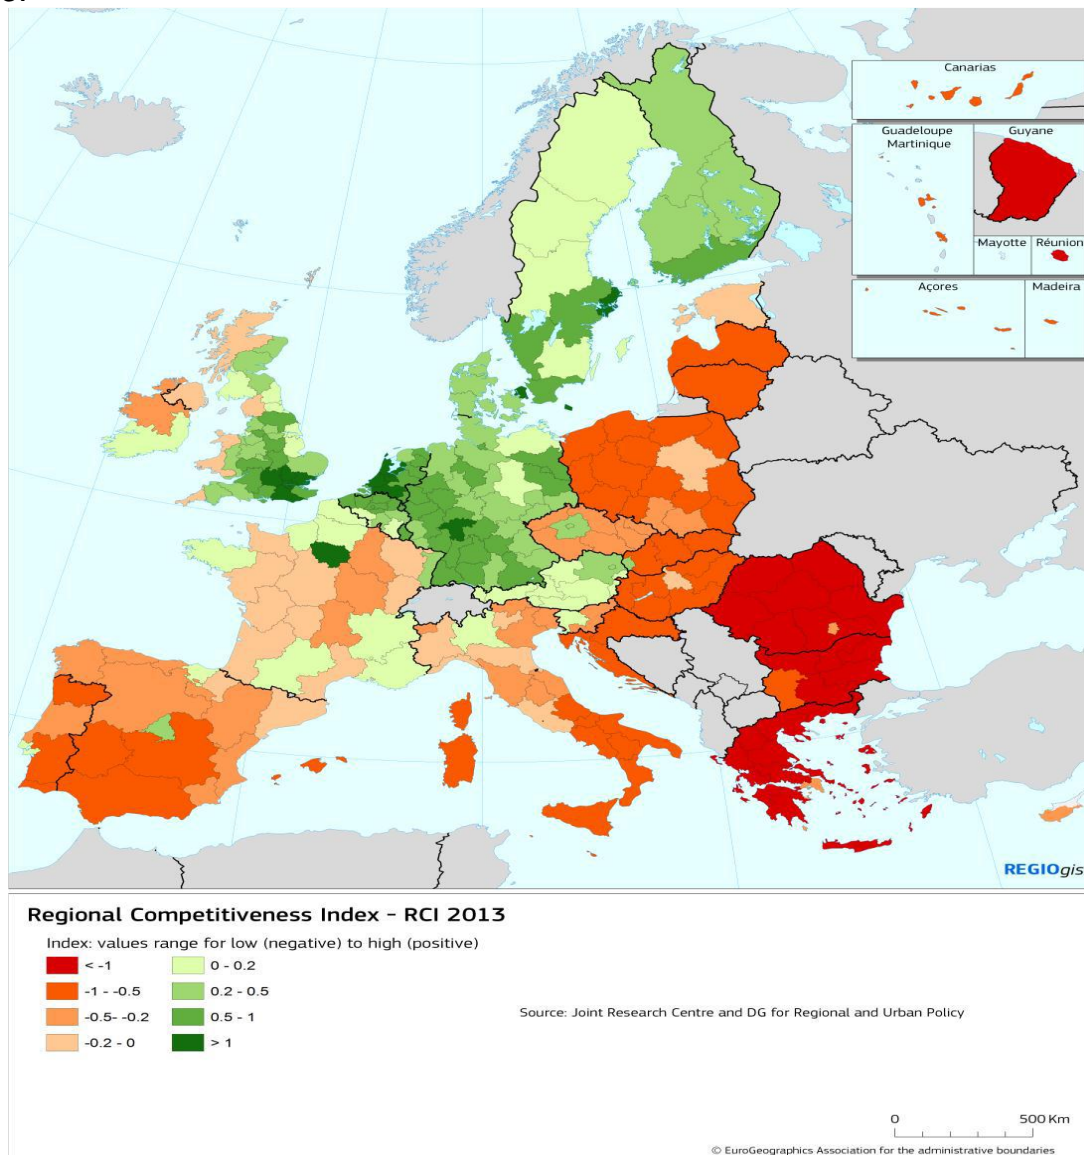 Canarias
Guadeloupe
Martinique
Guyane
Mayotte
Réunion
Açores
Madeira
REGIOgis
Regional Competitiveness Index - RCI 2013
Index: values range for low (negative) to high (positive)
< -1
-1 - -0.5
-0.5- -0.2
-0.2 - 0
0 - 0.2
0.2 - 0.5
0.5 - 1
> 1
Source: Joint Research Centre and DG for Regional and Urban Policy
0 500 Km
© EuroGeographics Association for the administrative boundaries